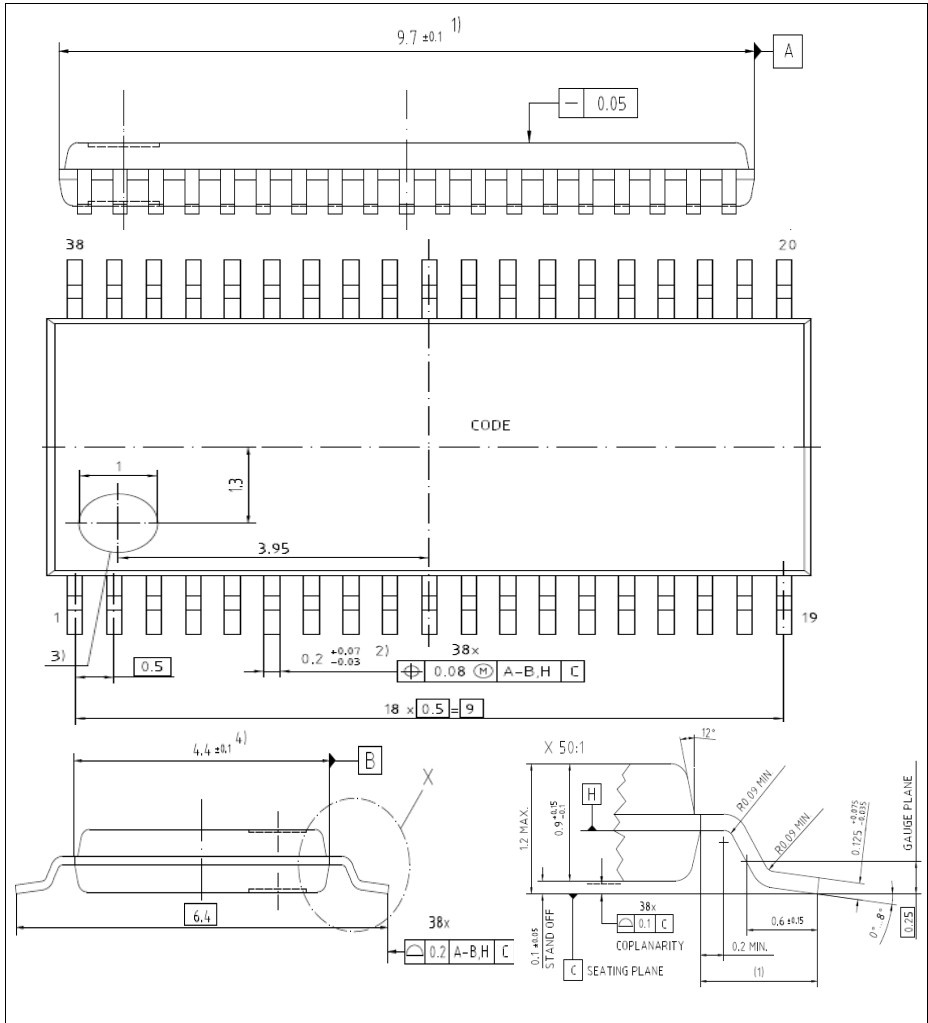 9.7 ±0.1 1)
A
— 0.05
38
20
CODE
1
1.3
3.95
1
19
3)
0.5
0.2 +0.07 -0.03 2)
38x
⌖ 0.08 Ⓜ A-B,H C
18 x 0.5 = 9
4.4 ±0.1 4)
B
X
6.4
38x
⌓ 0.2 A-B,H C
X 50:1
12°
H
1.2 MAX.
0.9 +0.15 -0.1
R0.09 MIN.
R0.09 MIN
0.125 +0.075 -0.035
GAUGE PLANE
0.1 ±0.05
STAND OFF
38x
⌓ 0.1 C
COPLANARITY
C SEATING PLANE
0.6 ±0.15
0.2 MIN.
(1)
0°...8°
0.25